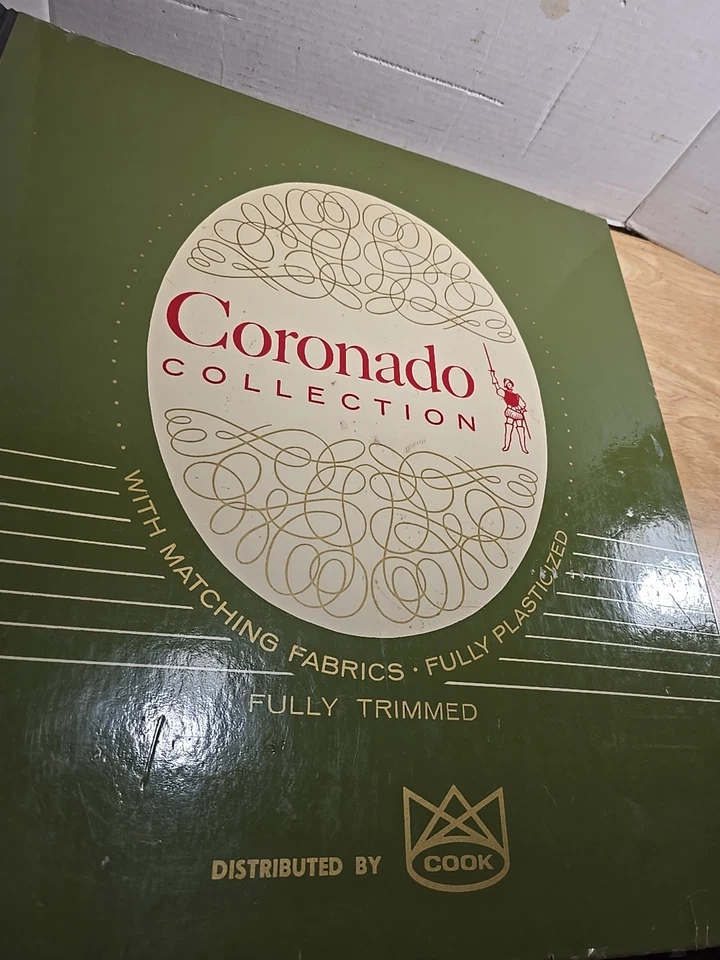 Coronado
COLLECTION
WITH MATCHING FABRICS · FULLY PLASTICIZED
FULLY TRIMMED
DISTRIBUTED BY COOK